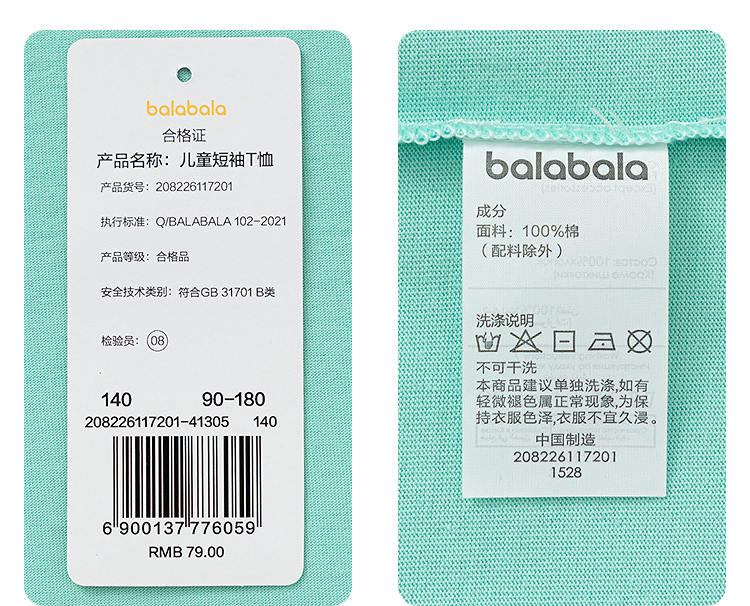 balabala
合格证
产品名称：儿童短袖T恤
产品货号：208226117201
执行标准：Q/BALABALA 102-2021
产品等级：合格品
安全技术类别：符合GB 31701 B类
检验员：08
140 90-180
208226117201-41305 140
6 900137 776059
RMB 79.00
balabala
成分
面料：100%棉
（配料除外）
洗涤说明
不可干洗
本商品建议单独洗涤,如有
轻微褪色属正常现象,为保
持衣服色泽,衣服不宜久浸。
中国制造
208226117201
1528